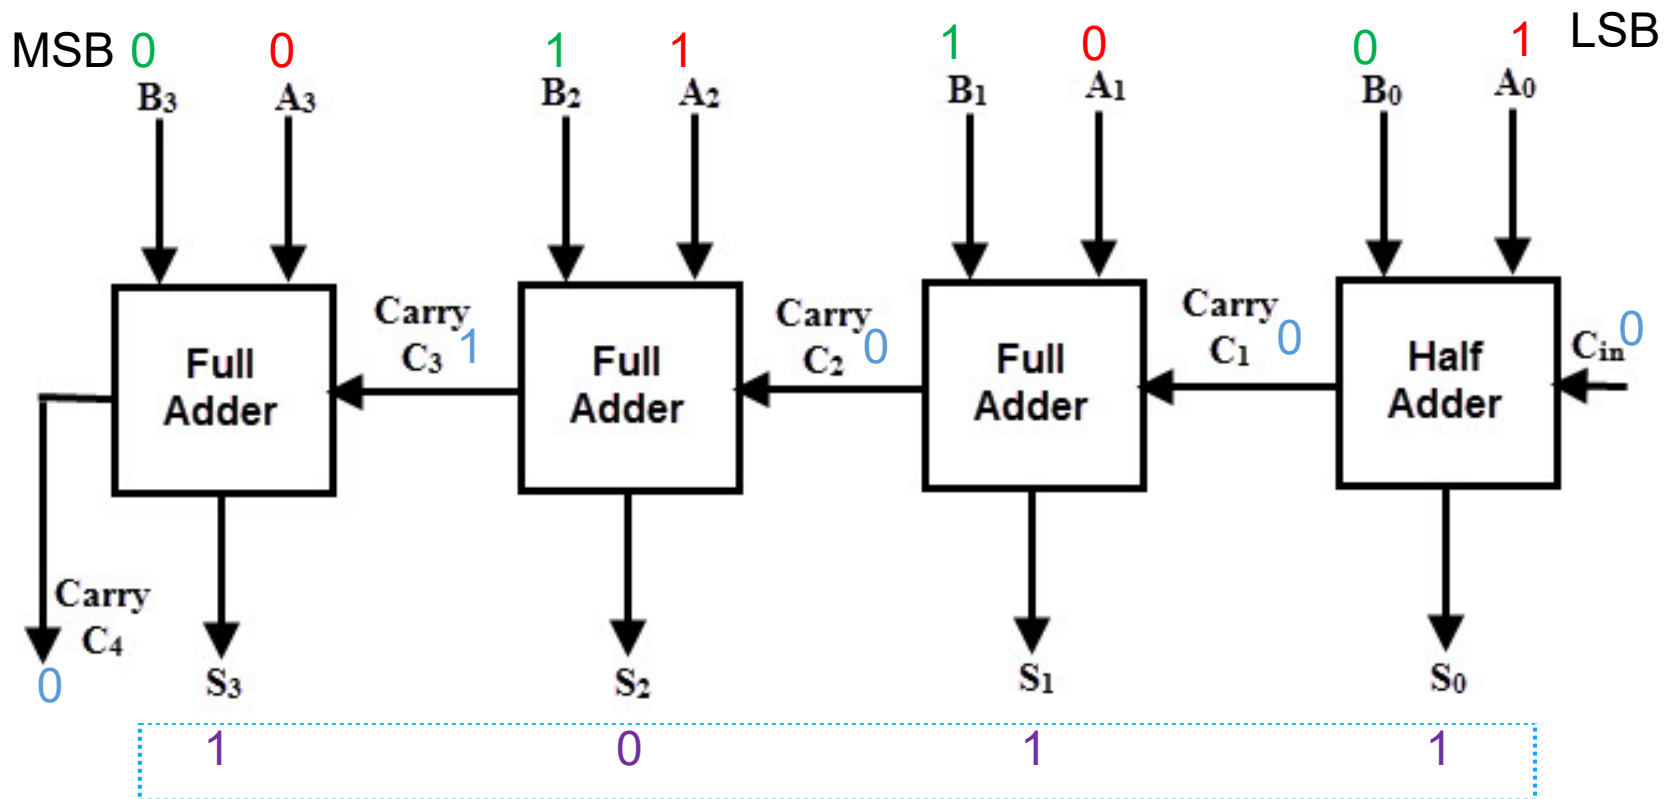 MSB 0 0 1 1 1 0 0 1 LSB
B₃ A₃ B₂ A₂ B₁ A₁ B₀ A₀
Carry C₃ 1
Carry C₂ 0
Carry C₁ 0
Cᵢₙ 0
Full Adder
Full Adder
Full Adder
Half Adder
Carry C₄
0
S₃ S₂ S₁ S₀
1 0 1 1